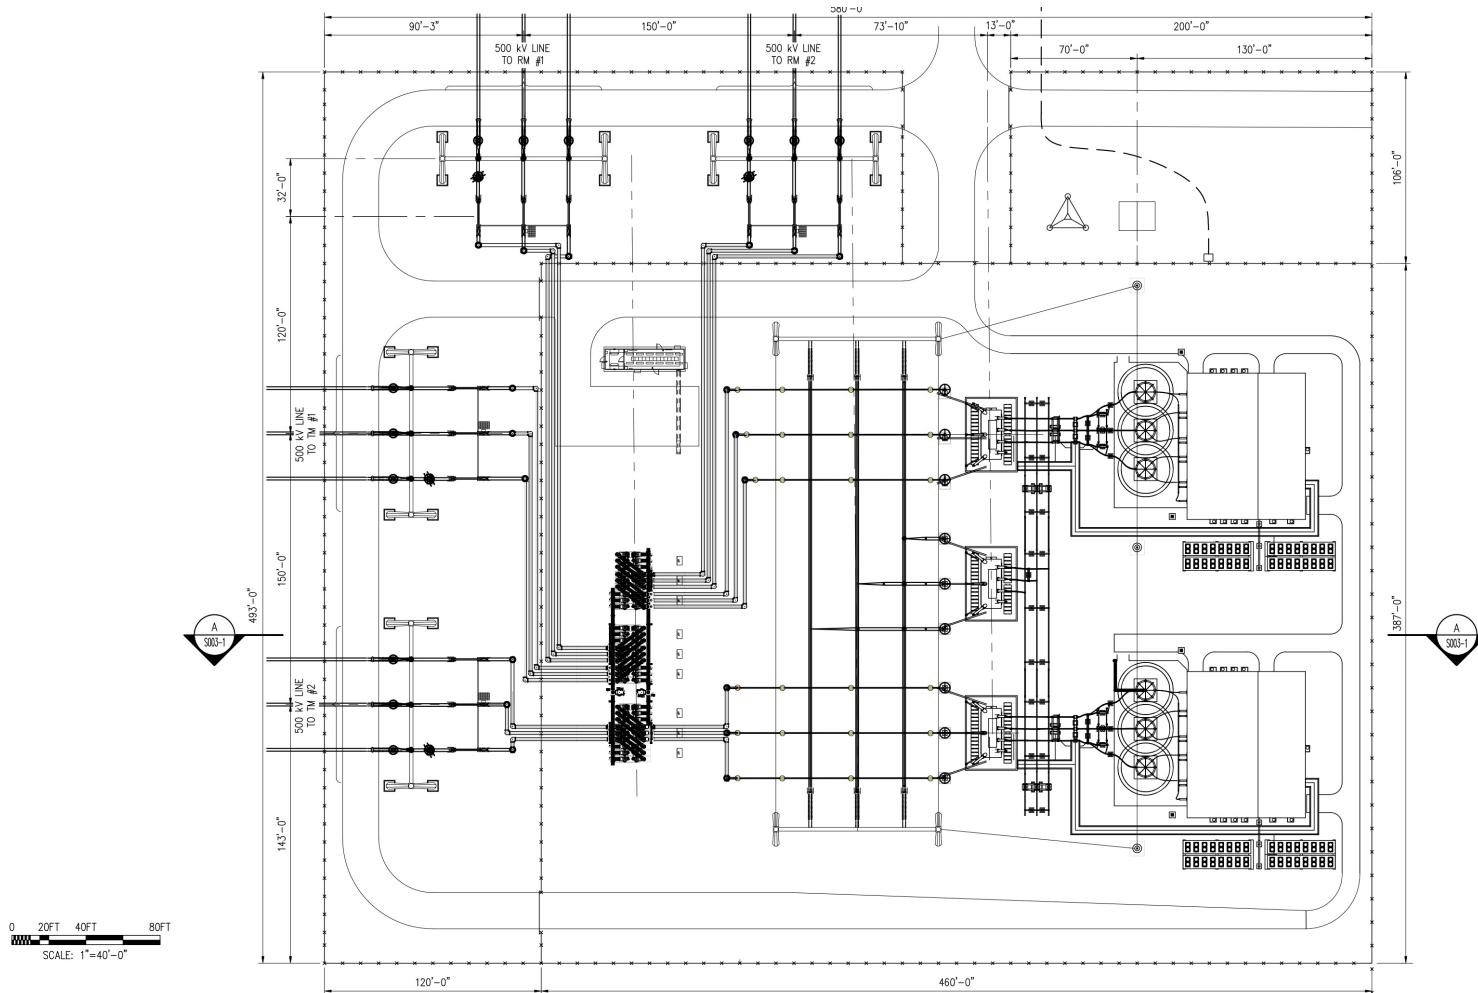 580'-0"
90'-3"
150'-0"
73'-10"
13'-0"
200'-0"
70'-0"
130'-0"
500 kV LINE
TO RM #1
500 kV LINE
TO RM #2
32'-0"
106'-0"
120'-0"
500 kV LINE
TO TM #1
150'-0"
493'-0"
387'-0"
A
S003-1
A
S003-1
500 kV LINE
TO TM #2
143'-0"
0 20FT 40FT 80FT
SCALE: 1"=40'-0"
120'-0"
460'-0"